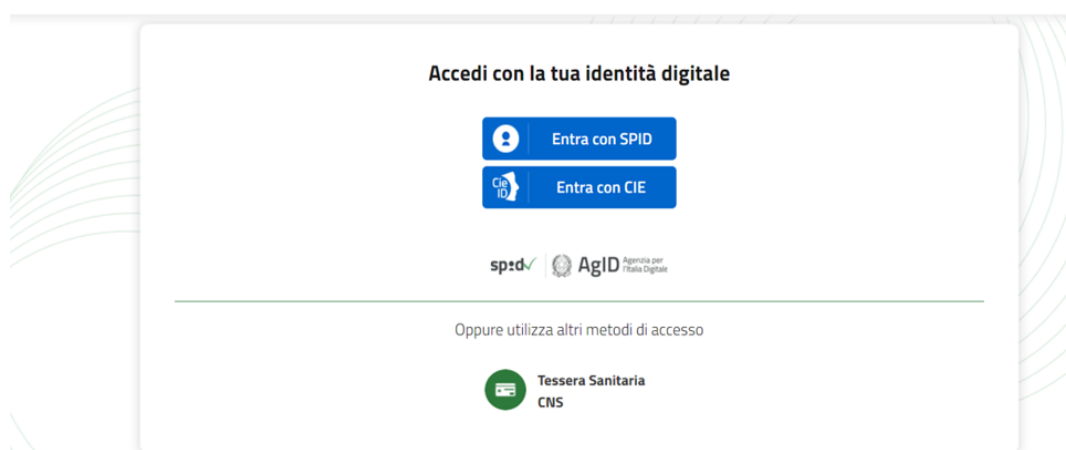 Accedi con la tua identità digitale
Entra con SPID
Cie
ID
Entra con CIE
spid
AgID
Agenzia per
l'Italia Digitale
Oppure utilizza altri metodi di accesso
Tessera Sanitaria
CNS